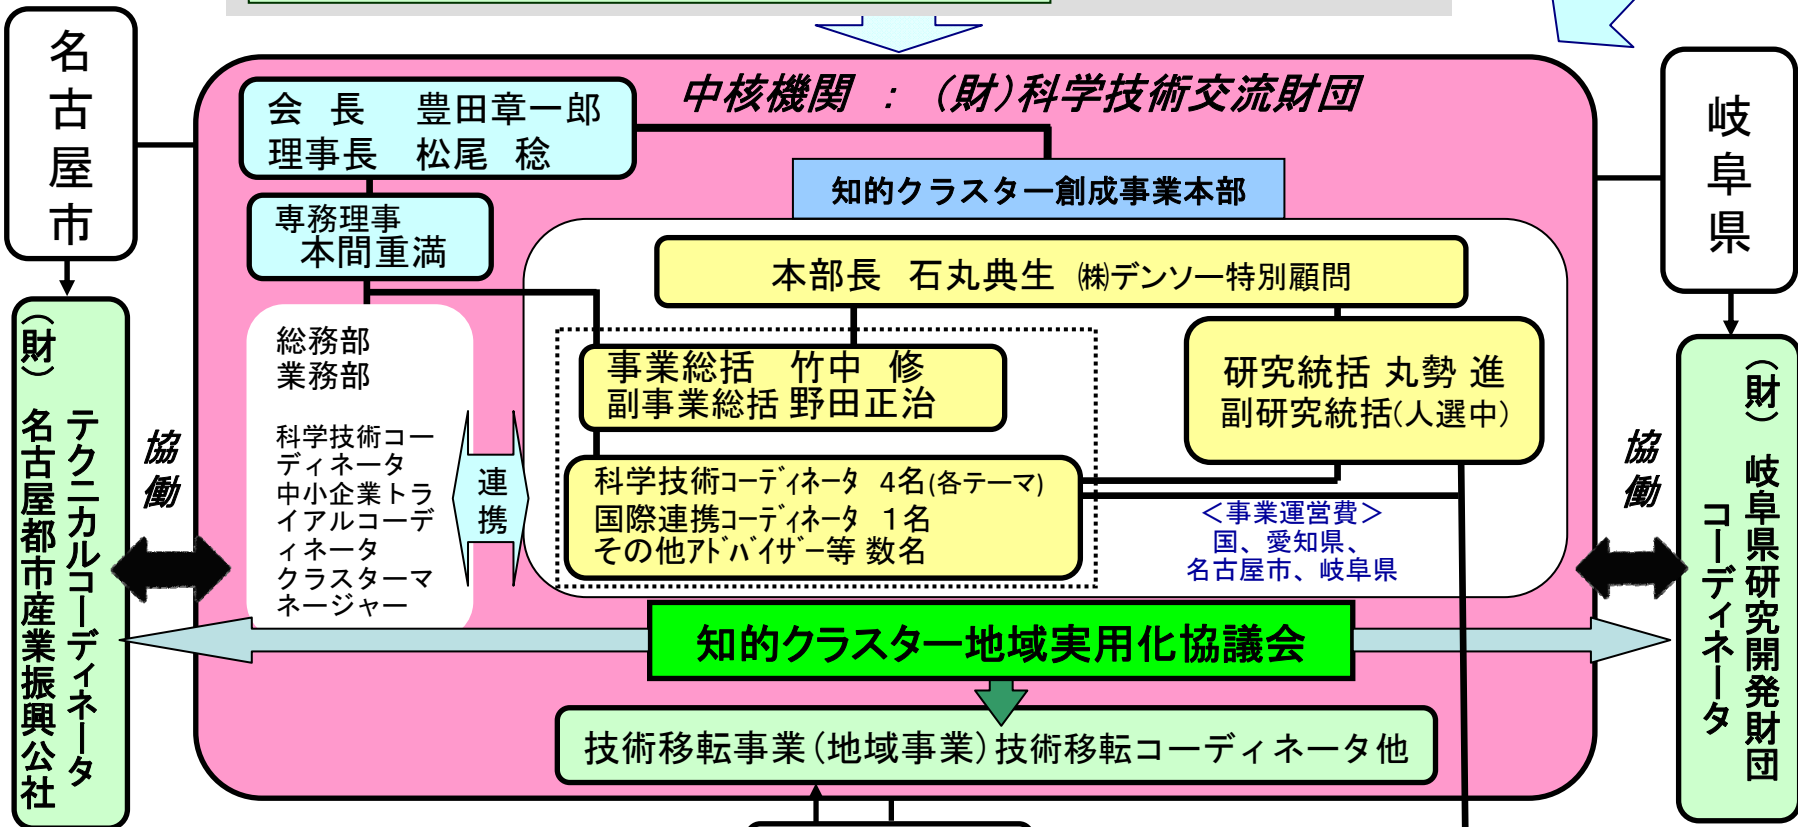 名古屋市
中核機関 : (財)科学技術交流財団
会 長 豊田章一郎
理事長 松尾 稔
岐阜県
知的クラスター創成事業本部
専務理事
本間重満
本部長 石丸典生 ㈱デンソー特別顧問
総務部
業務部
科学技術コー
ディネータ
中小企業トラ
イアルコーデ
ィネータ
クラスターマ
ネージャー
事業総括 竹中 修
副事業総括 野田正治
研究統括 丸勢 進
副研究統括(人選中)
連携
科学技術ｺｰﾃﾞｨﾈｰﾀ 4名(各テーマ)
国際連携ｺｰﾃﾞｨﾈｰﾀ 1名
その他ｱﾄﾞﾊﾞｲｻﾞｰ等 数名
＜事業運営費＞
国、愛知県、
名古屋市、岐阜県
協働
協働
(財) 名古屋都市産業振興公社
テクニカルコーディネータ
(財) 岐阜県研究開発財団
コーディネータ
知的クラスター地域実用化協議会
技術移転事業(地域事業)技術移転コーディネータ他